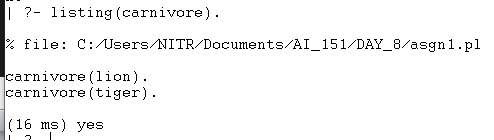 | ?- listing(carnivore).
% file: C:/Users/NITR/Documents/AI_151/DAY_8/asgn1.pl
carnivore(lion).
carnivore(tiger).
(16 ms) yes
| ?-